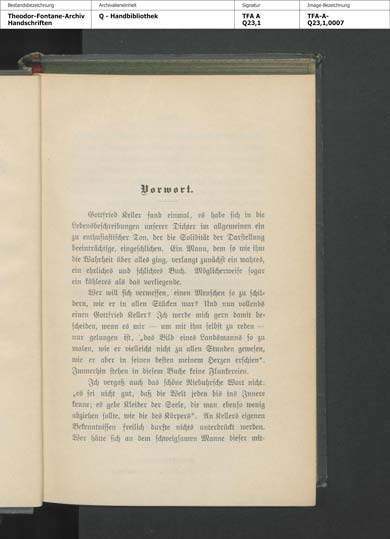 Bestandsbezeichnung Archivalieneinheit Signatur Image-Bezeichnung
Theodor-Fontane-Archiv Q - Handbibliothek TFA A TFA-A-
Handschriften Q23,1 Q23,1,0007
Vorwort.
Gottfried Keller fand einmal, es habe sich in die
Lebensbeschreibungen unserer Dichter im allgemeinen ein
zu enthusiastischer Ton, der die Solidität der Darstellung
beeinträchtige, eingeschlichen. Ein Mann, dem so wie ihm
die Wahrheit über alles ging, verlangt zunächst ein wahres,
ein ehrliches und schlichtes Buch. Möglicherweise sogar
ein kühleres als das vorliegende.
Wer will sich vermessen, einen Menschen so zu schil-
dern, wie er in allen Stücken war? Und nun vollends
einen Gottfried Keller? Ich werde mich gern damit be-
scheiden, wenn es mir — um mit ihm selbst zu reden —
nur gelungen ist, „das Bild eines Landsmanns so zu
malen, wie er vielleicht nicht zu allen Stunden gewesen,
wie er aber in seinen besten meinem Herzen erschien“.
Immerhin stehen in diesem Buche keine Flunkereien.
Ich vergaß auch das schöne Niebuhrsche Wort nicht:
„es sei nicht gut, daß die Welt jeden bis ins Innere
kenne; es gebe Kleider der Seele, die man ebenso wenig
abziehen sollte, wie die des Körpers“. An Kellers eigenen
Bekenntnissen freilich durfte nichts unterdrückt werden.
Wer hätte sich an dem schweigsamen Manne dieser mit-